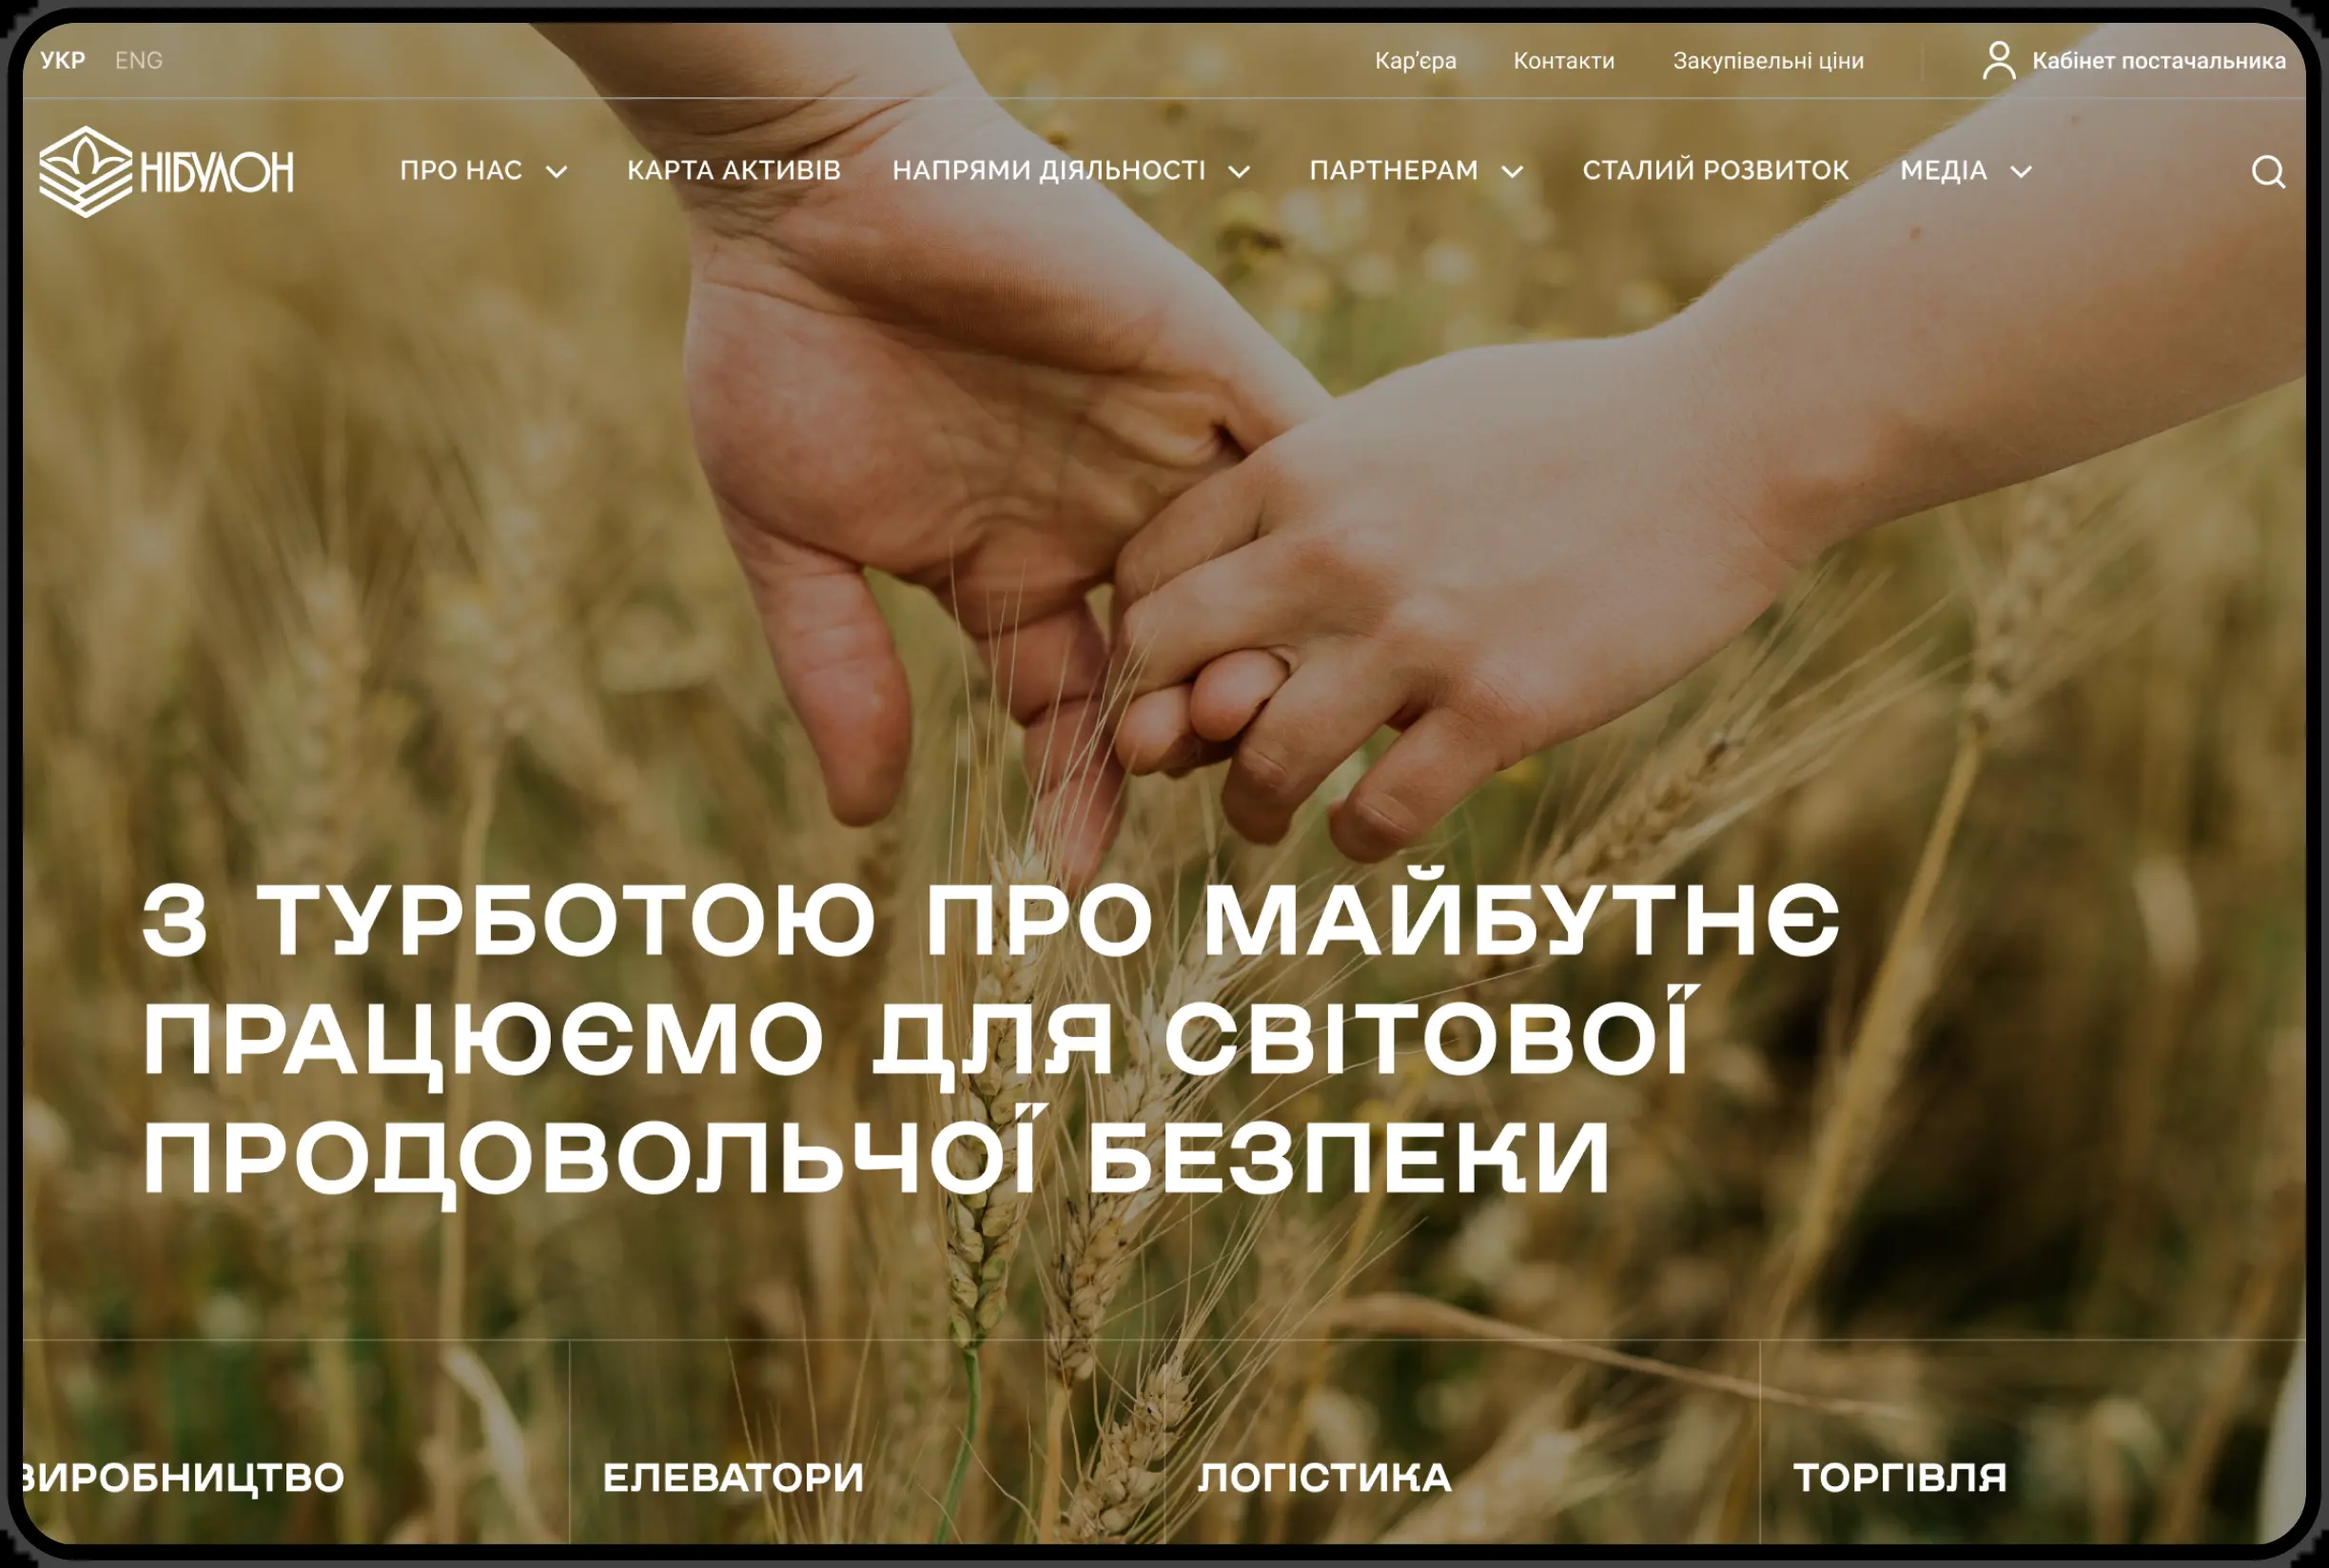 УКР ENG Кар'єра Контакти Закупівельні ціни Кабінет постачальника
НІБУЛОН ПРО НАС КАРТА АКТИВІВ НАПРЯМИ ДІЯЛЬНОСТІ ПАРТНЕРАМ СТАЛИЙ РОЗВИТОК МЕДІА
З ТУРБОТОЮ ПРО МАЙБУТНЄ
ПРАЦЮЄМО ДЛЯ СВІТОВОЇ
ПРОДОВОЛЬЧОЇ БЕЗПЕКИ
ВИРОБНИЦТВО ЕЛЕВАТОРИ ЛОГІСТИКА ТОРГІВЛЯ